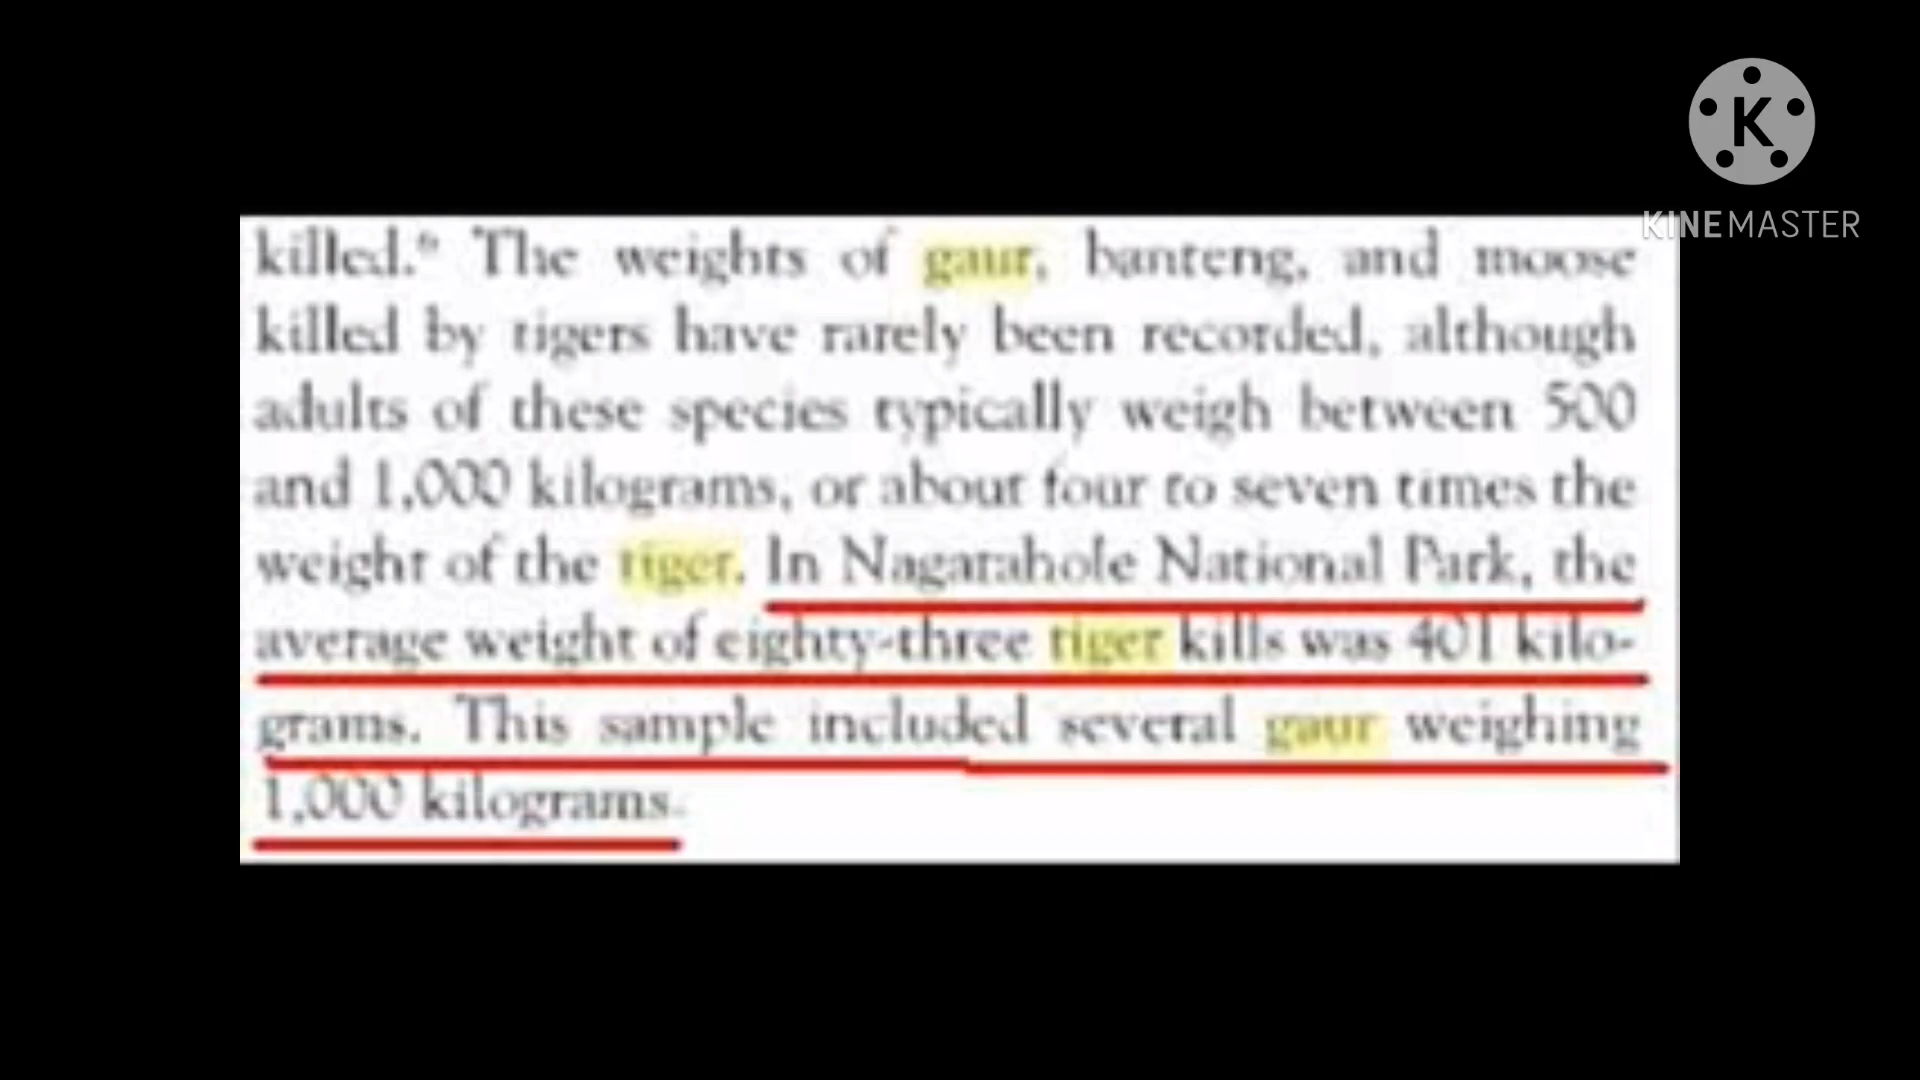 K
KINEMASTER
killed.⁶ The weights of gaur, banteng, and moose
killed by tigers have rarely been recorded, although
adults of these species typically weigh between 500
and 1,000 kilograms, or about four to seven times the
weight of the tiger. In Nagarahole National Park, the
average weight of eighty-three tiger kills was 401 kilo-
grams. This sample included several gaur weighing
1,000 kilograms.